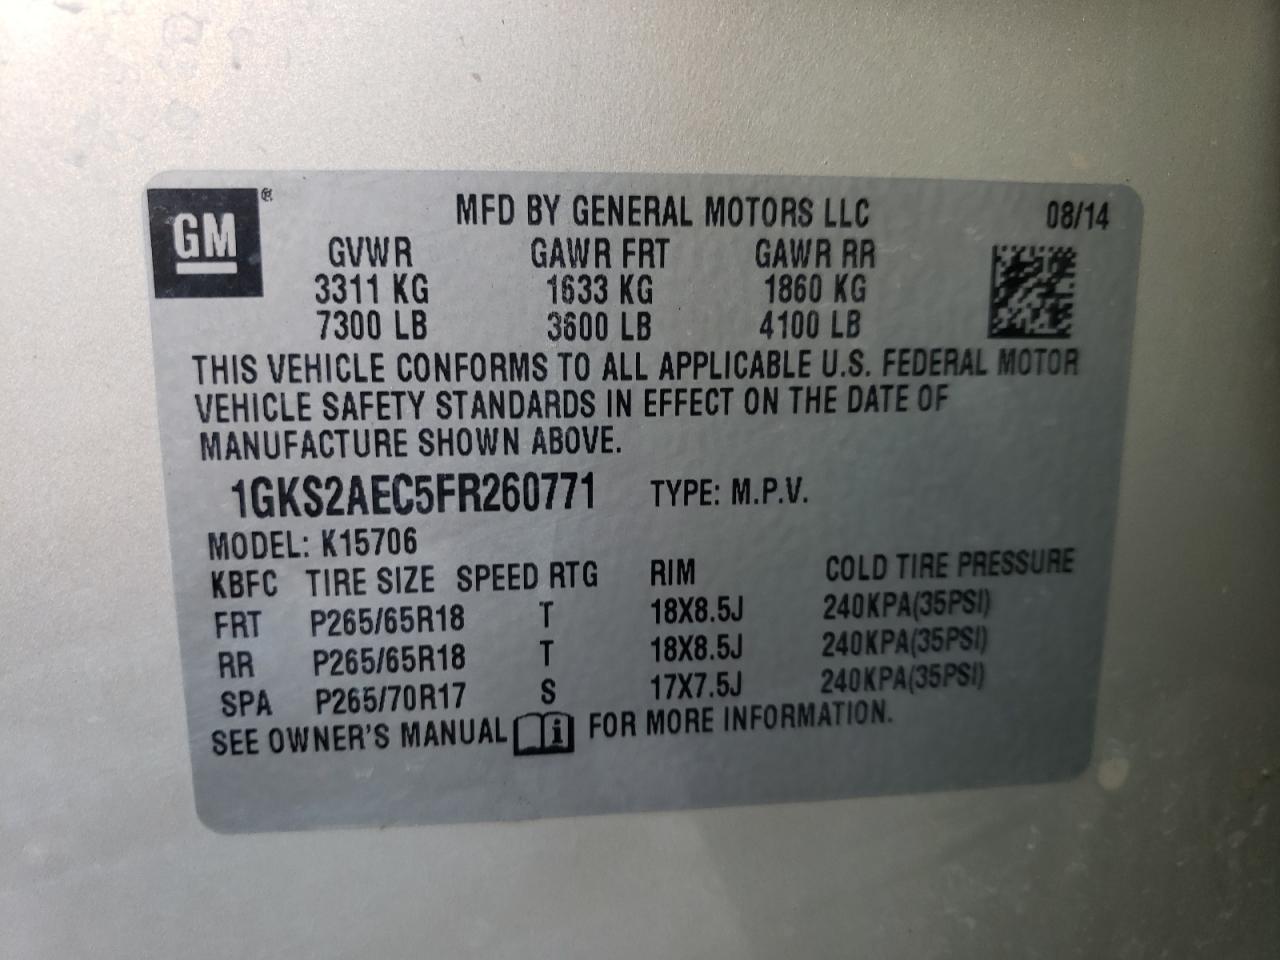 GM ® MFD BY GENERAL MOTORS LLC 08/14
GVWR GAWR FRT GAWR RR
3311 KG 1633 KG 1860 KG
7300 LB 3600 LB 4100 LB
THIS VEHICLE CONFORMS TO ALL APPLICABLE U.S. FEDERAL MOTOR
VEHICLE SAFETY STANDARDS IN EFFECT ON THE DATE OF
MANUFACTURE SHOWN ABOVE.
1GKS2AEC5FR260771 TYPE: M.P.V.
MODEL: K15706
KBFC TIRE SIZE SPEED RTG RIM COLD TIRE PRESSURE
FRT P265/65R18 T 18X8.5J 240KPA(35PSI)
RR P265/65R18 T 18X8.5J 240KPA(35PSI)
SPA P265/70R17 S 17X7.5J 240KPA(35PSI)
SEE OWNER'S MANUAL i FOR MORE INFORMATION.